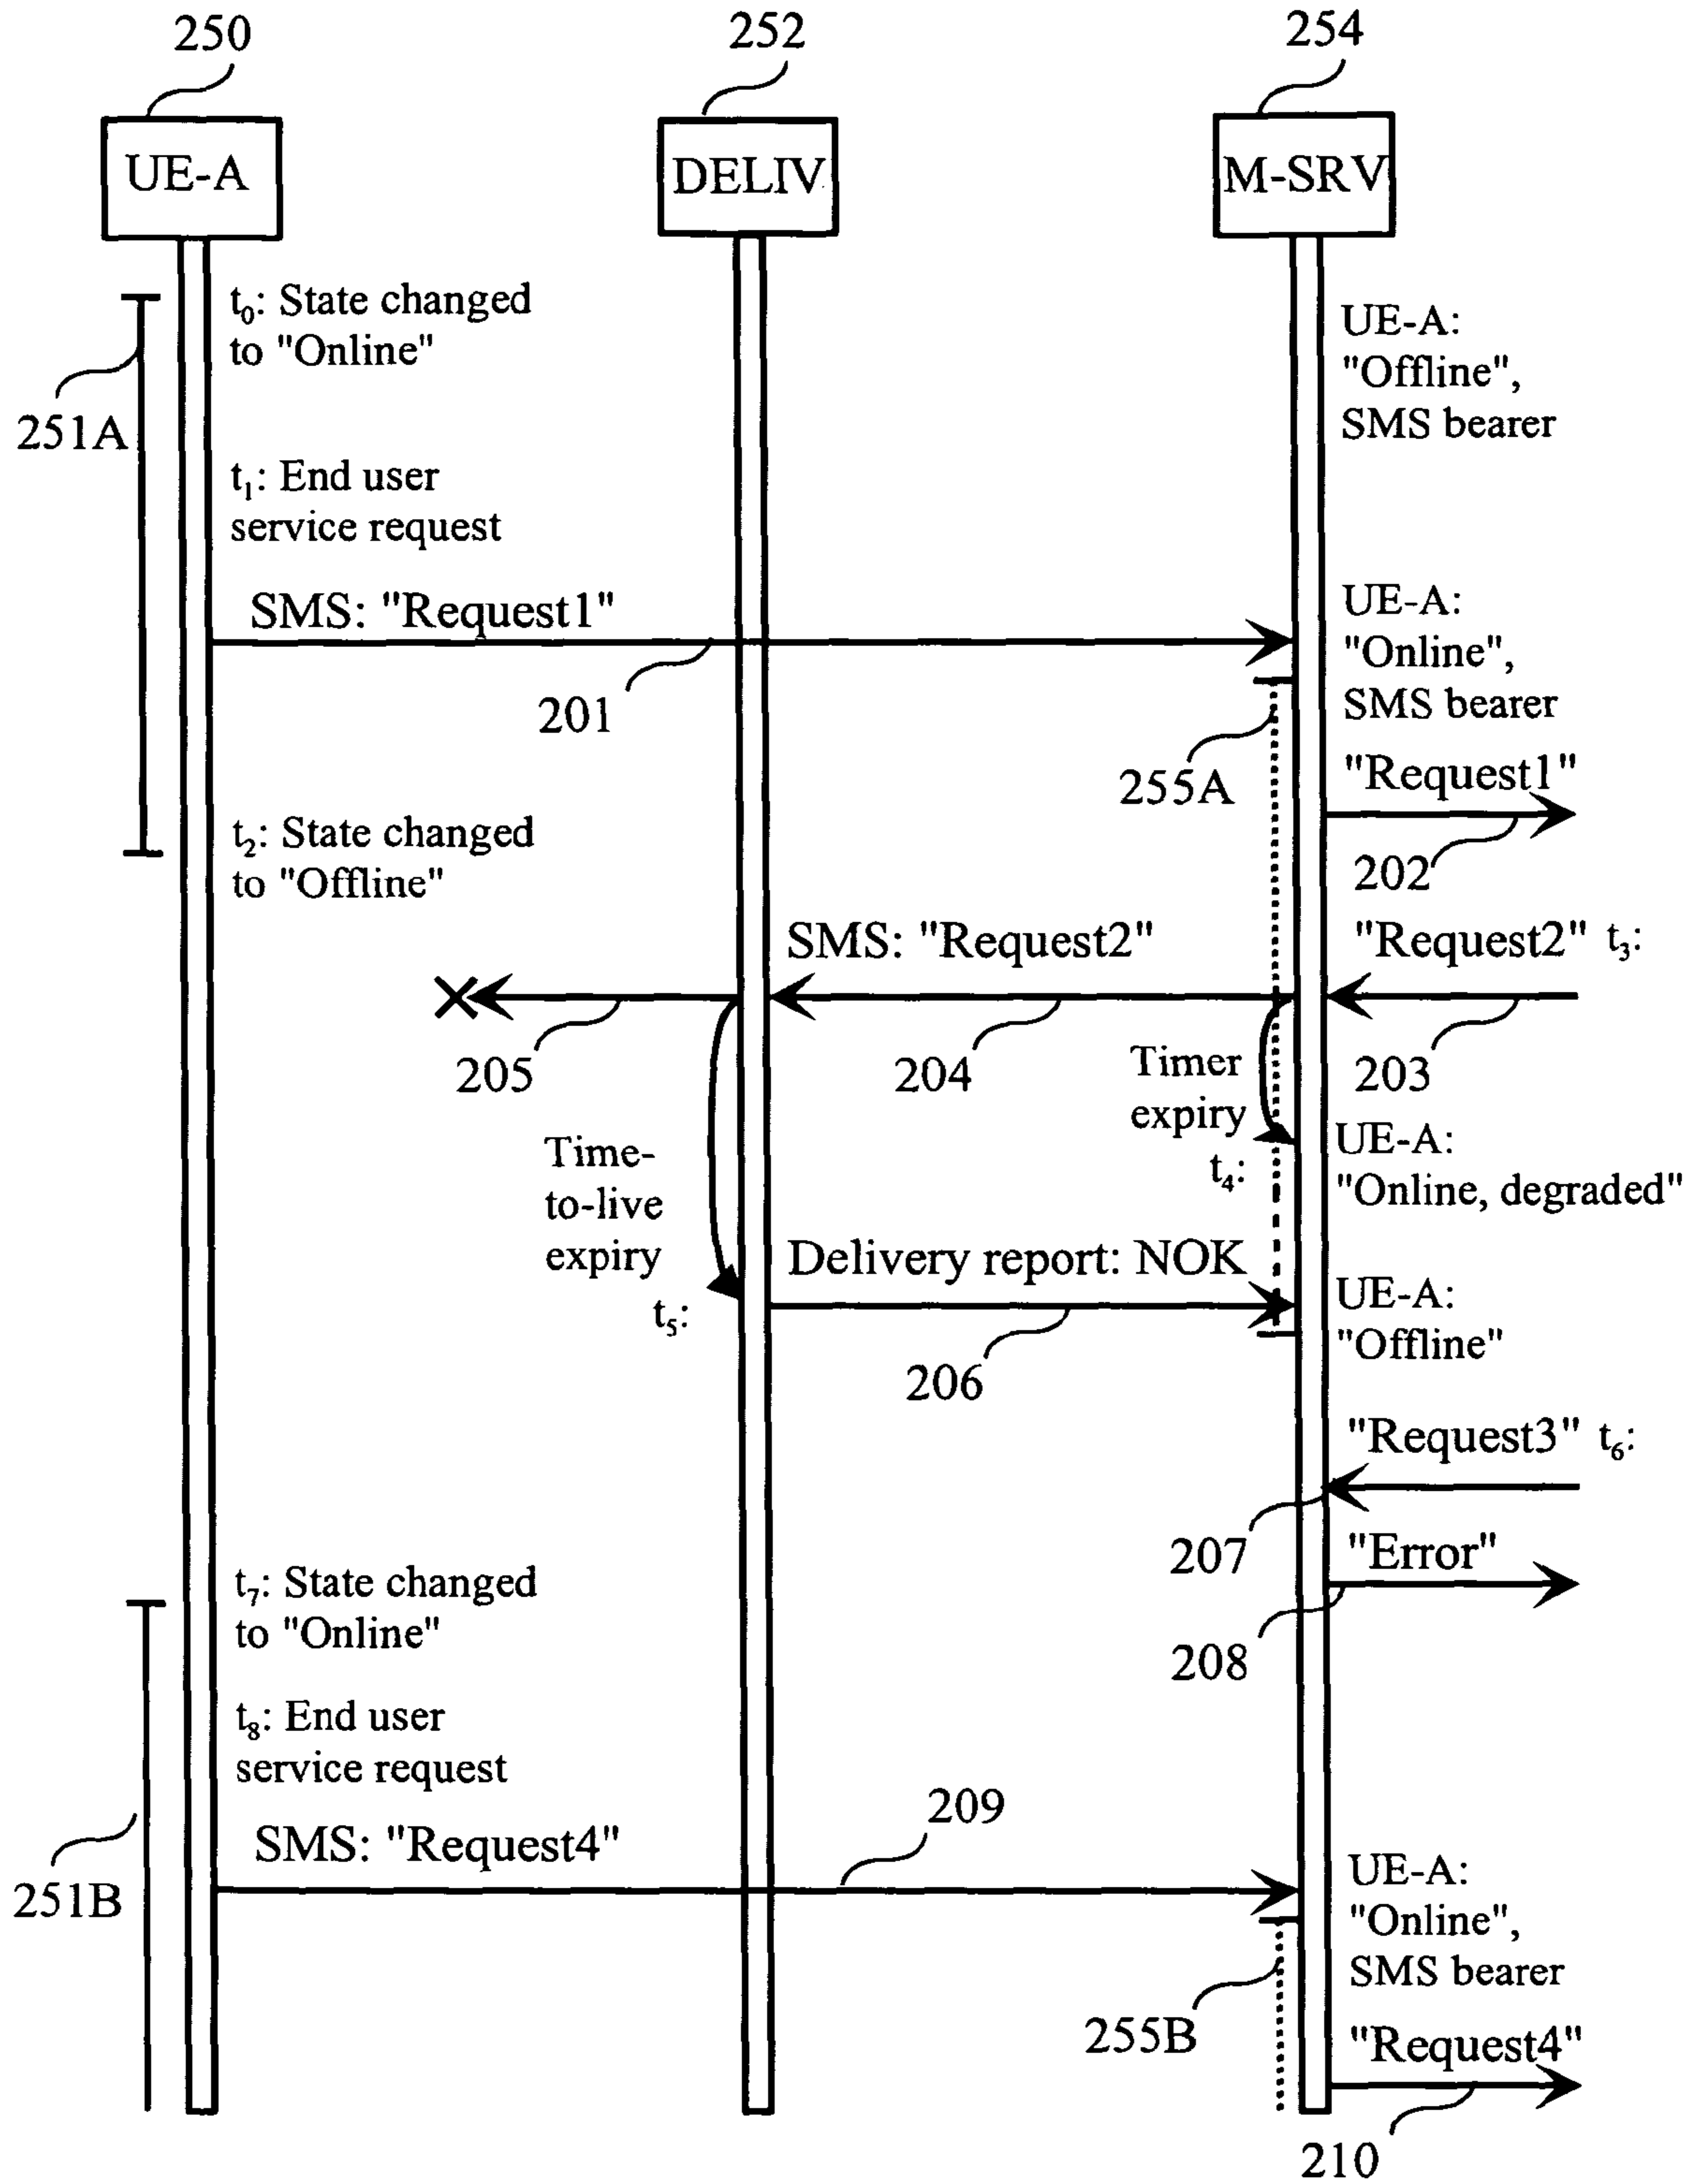 250
252
254
UE-A
DELIV
M-SRV
t0: State changed
to "Online"
UE-A:
"Offline",
SMS bearer
251A
t1: End user
service request
SMS: "Request1"
UE-A:
"Online",
SMS bearer
201
255A
"Request1"
t2: State changed
to "Offline"
202
SMS: "Request2"
"Request2" t3:
205
204
203
Timer
expiry
t4:
UE-A:
"Online, degraded"
Time-
to-live
expiry
t5:
Delivery report: NOK
UE-A:
"Offline"
206
"Request3" t6:
207
"Error"
t7: State changed
to "Online"
208
t8: End user
service request
209
SMS: "Request4"
251B
UE-A:
"Online",
SMS bearer
255B
"Request4"
210